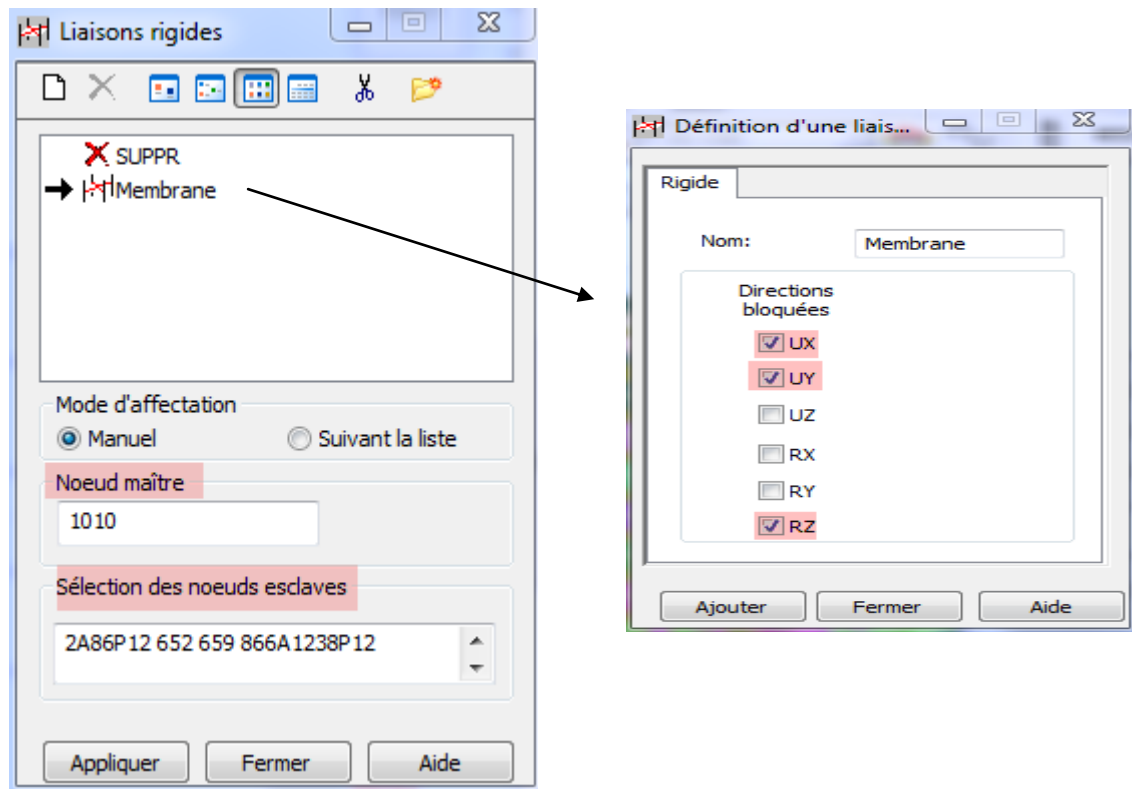 Liaisons rigides
SUPPR
Membrane
Mode d'affectation
Manuel Suivant la liste
Noeud maître
1010
Sélection des noeuds esclaves
2A86P12 652 659 866A1238P12
Appliquer Fermer Aide
Définition d'une liais...
Rigide
Nom: Membrane
Directions
bloquées
UX
UY
UZ
RX
RY
RZ
Ajouter Fermer Aide